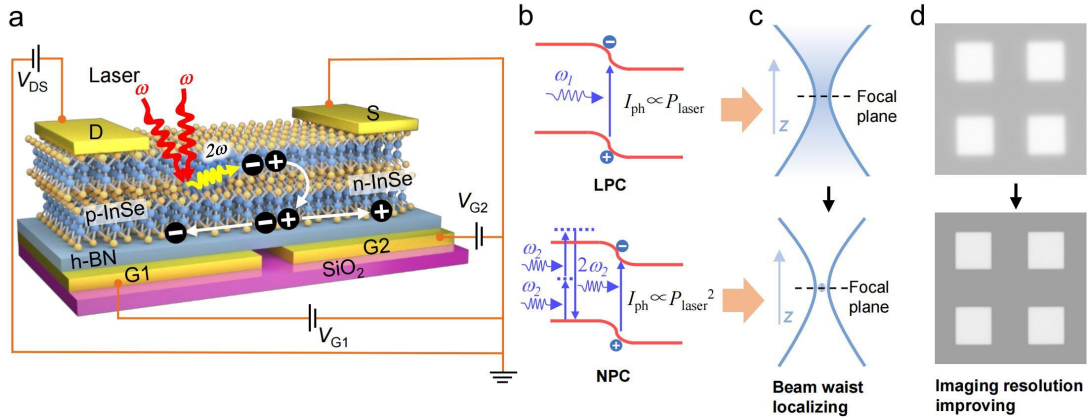 a
V_DS
Laser
ω
ω
D
S
2ω
− +
p-InSe
n-InSe
−
− +
+
h-BN
G1
G2
SiO₂
V_G2
V_G1
b
−
ω₁
I_ph∝P_laser
+
LPC
−
ω₂
ω₂
2ω₂
I_ph∝P_laser²
+
NPC
c
Focal
plane
z
Focal
plane
z
Beam waist
localizing
d
Imaging resolution
improving